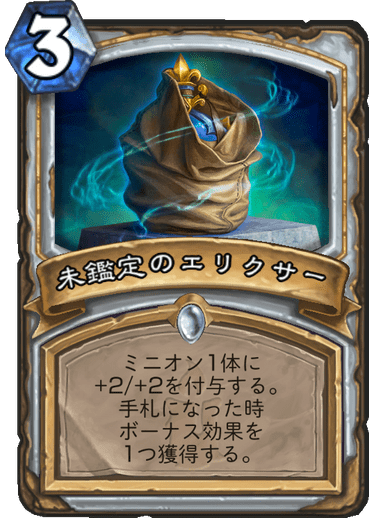 3
未鑑定のエリクサー
ミニオン1体に
+2/+2を付与する。
手札になった時
ボーナス効果を
1つ獲得する。